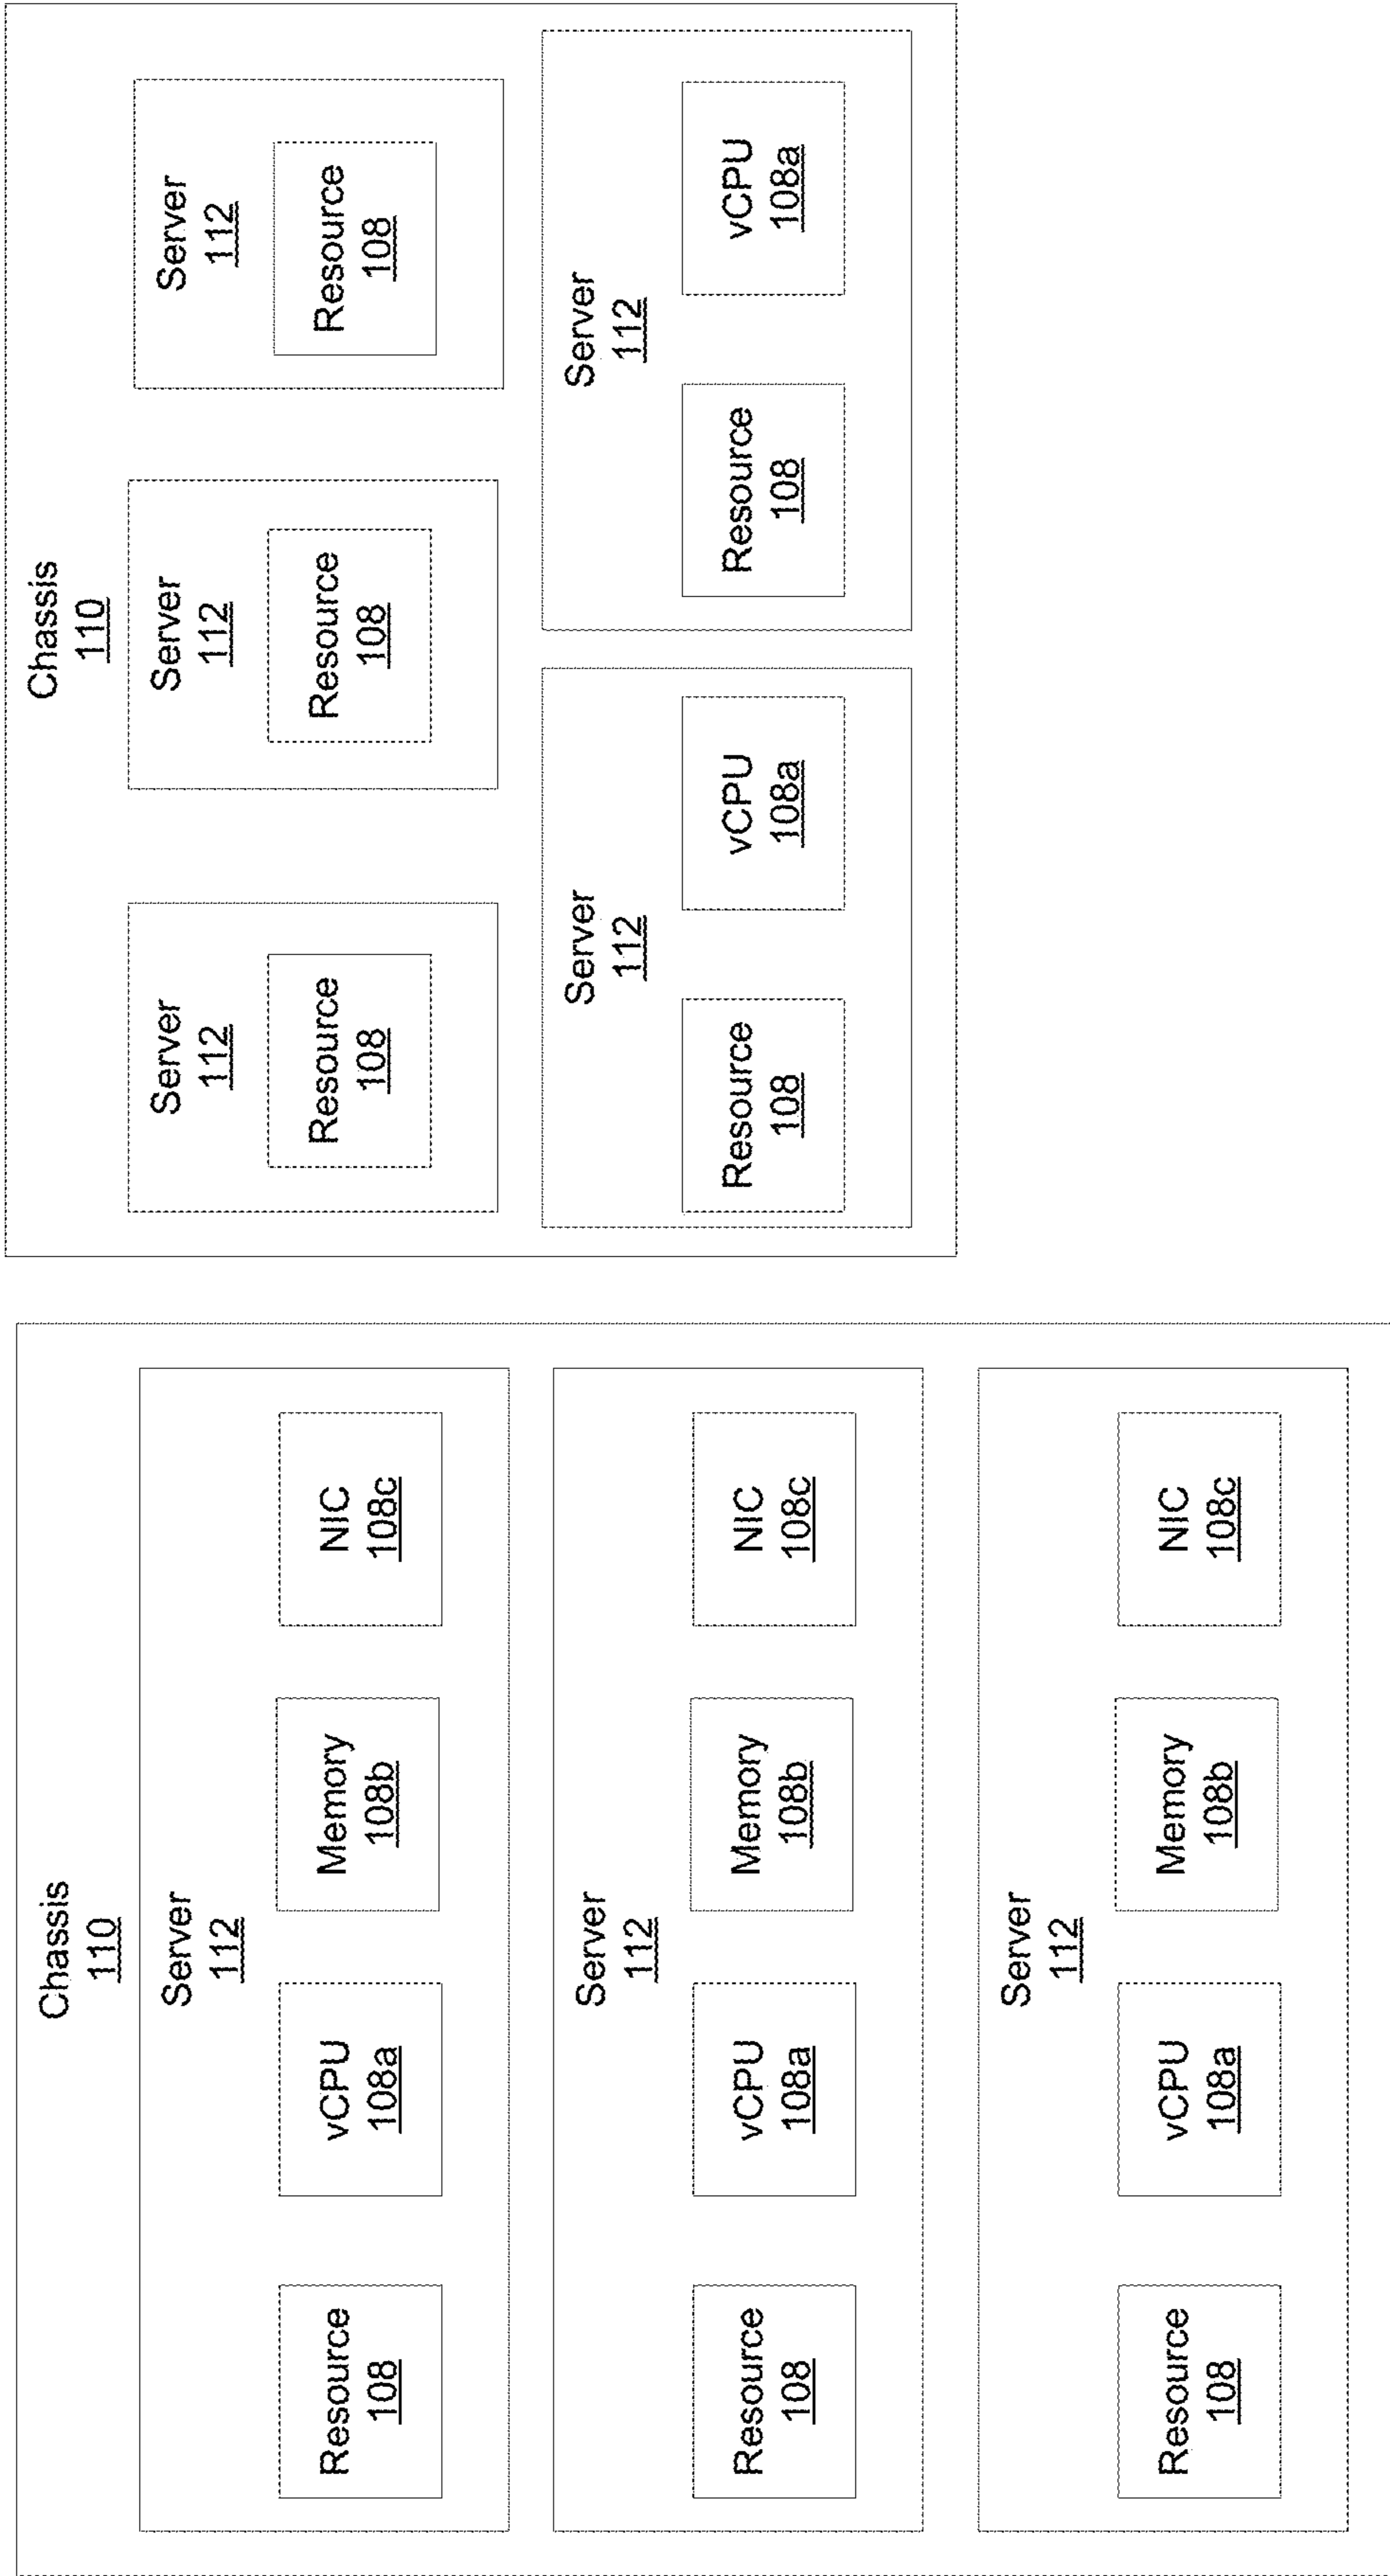 Chassis
110
Server
112
Resource
108
vCPU
108a
Memory
108b
NIC
108c
Server
112
Resource
108
vCPU
108a
Memory
108b
NIC
108c
Server
112
Resource
108
vCPU
108a
Memory
108b
NIC
108c
Chassis
110
Server
112
Resource
108
Server
112
Resource
108
Server
112
Resource
108
Server
112
Resource
108
vCPU
108a
Server
112
Resource
108
vCPU
108a